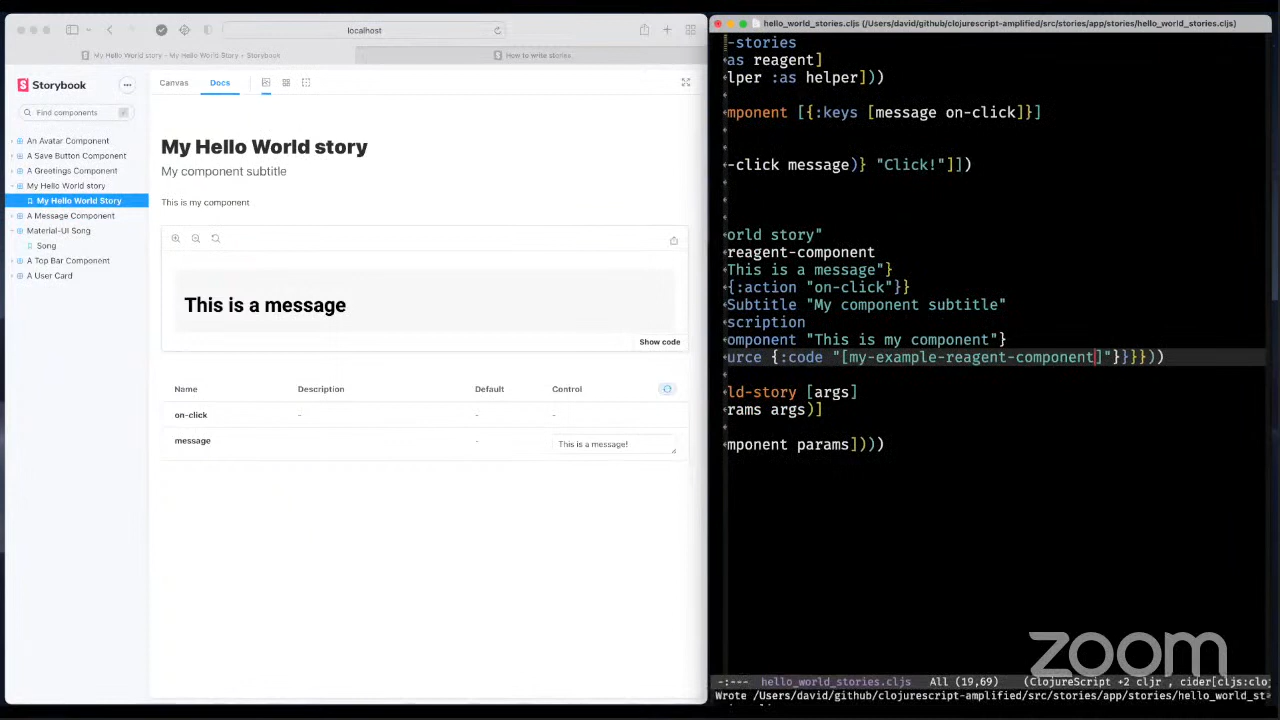 localhost
My Hello World story - My Hello World Story - Storybook
How to write stories
Storybook
Find components
/
An Avatar Component
A Save Button Component
A Greetings Component
My Hello World story
My Hello World Story
A Message Component
Material-UI Song
Song
A Top Bar Component
A User Card
Canvas
Docs
My Hello World story
My component subtitle
This is my component
This is a message
Show code
Name Description Default Control
on-click - - -
message - This is a message!
hello_world_stories.cljs (/Users/david/github/clojurescript-amplified/src/stories/app/stories/hello_world_stories.cljs)
-stories
as reagent]
lper :as helper]))
mponent [{:keys [message on-click]}]
-click message)} "Click!"]])
orld story"
reagent-component
This is a message"}
{:action "on-click"}}
Subtitle "My component subtitle"
scription
omponent "This is my component"}
urce {:code "[my-example-reagent-component]"}}}}))
ld-story [args]
rams args)]
mponent params])))
zoom
-:--- hello_world_stories.cljs All (19,69) (ClojureScript +2 cljr , cider[cljs:cloj
Wrote /Users/david/github/clojurescript-amplified/src/stories/app/stories/hello_world_st